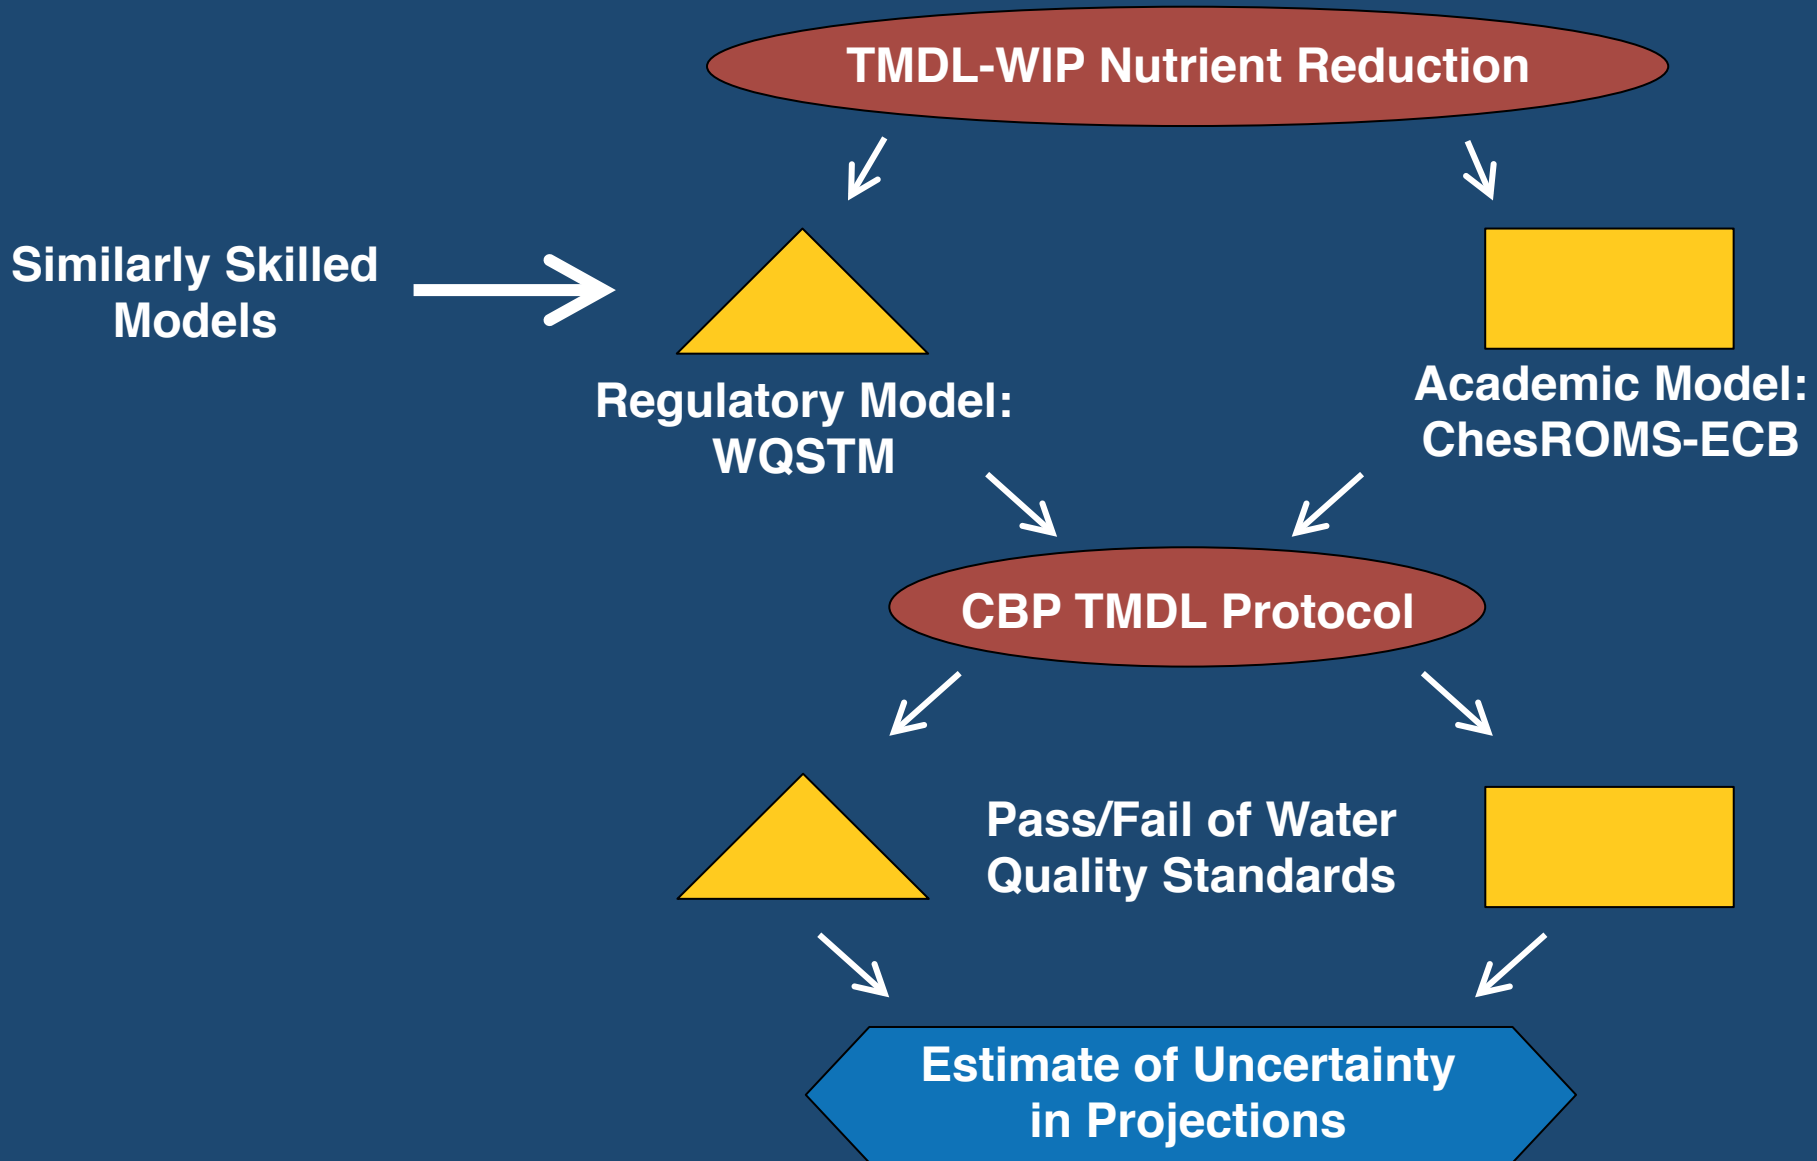 TMDL-WIP Nutrient Reduction
Similarly Skilled
Models
Regulatory Model:
WQSTM
Academic Model:
ChesROMS-ECB
CBP TMDL Protocol
Pass/Fail of Water
Quality Standards
Estimate of Uncertainty
in Projections